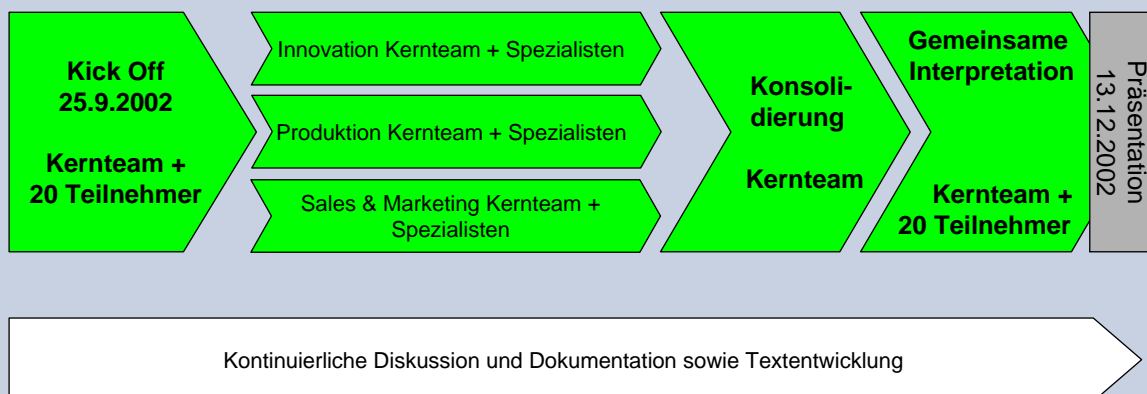 Kick Off
25.9.2002
Kernteam +
20 Teilnehmer
Innovation Kernteam + Spezialisten
Produktion Kernteam + Spezialisten
Sales & Marketing Kernteam +
Spezialisten
Konsoli-
dierung
Kernteam
Gemeinsame
Interpretation
Kernteam +
20 Teilnehmer
Präsentation
13.12.2002
Kontinuierliche Diskussion und Dokumentation sowie Textentwicklung